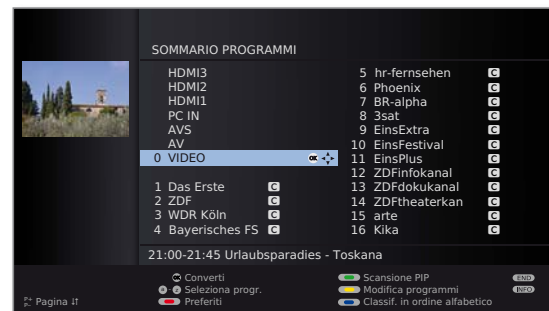 SOMMARIO PROGRAMMI
HDMI3
HDMI2
HDMI1
PC IN
AVS
AV
0 VIDEO OK
1 Das Erste C
2 ZDF C
3 WDR Köln C
4 Bayerisches FS C
5 hr-fernsehen C
6 Phoenix C
7 BR-alpha C
8 3sat C
9 EinsExtra C
10 EinsFestival C
11 EinsPlus C
12 ZDFinfokanal C
13 ZDFdokukanal C
14 ZDFtheaterkan C
15 arte C
16 Kika C
21:00-21:45 Urlaubsparadies - Toskana
P+ P- Pagina
OK Converti
Seleziona progr.
Preferiti
Scansione PIP
Modifica programmi
Classif. in ordine alfabetico
END
INFO